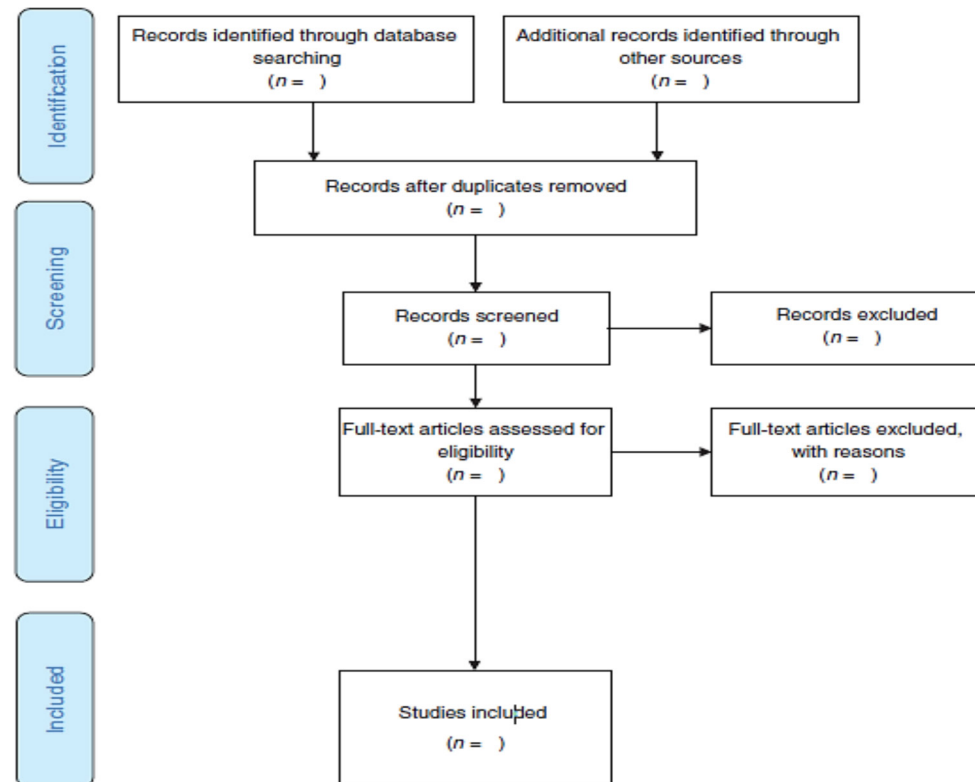 Identification
Records identified through database
searching
(n =   )
Additional records identified through
other sources
(n =   )
Records after duplicates removed
(n =   )
Screening
Records screened
(n =   )
Records excluded
(n =   )
Eligibility
Full-text articles assessed for
eligibility
(n =   )
Full-text articles excluded,
with reasons
(n =   )
Included
Studies included
(n =   )